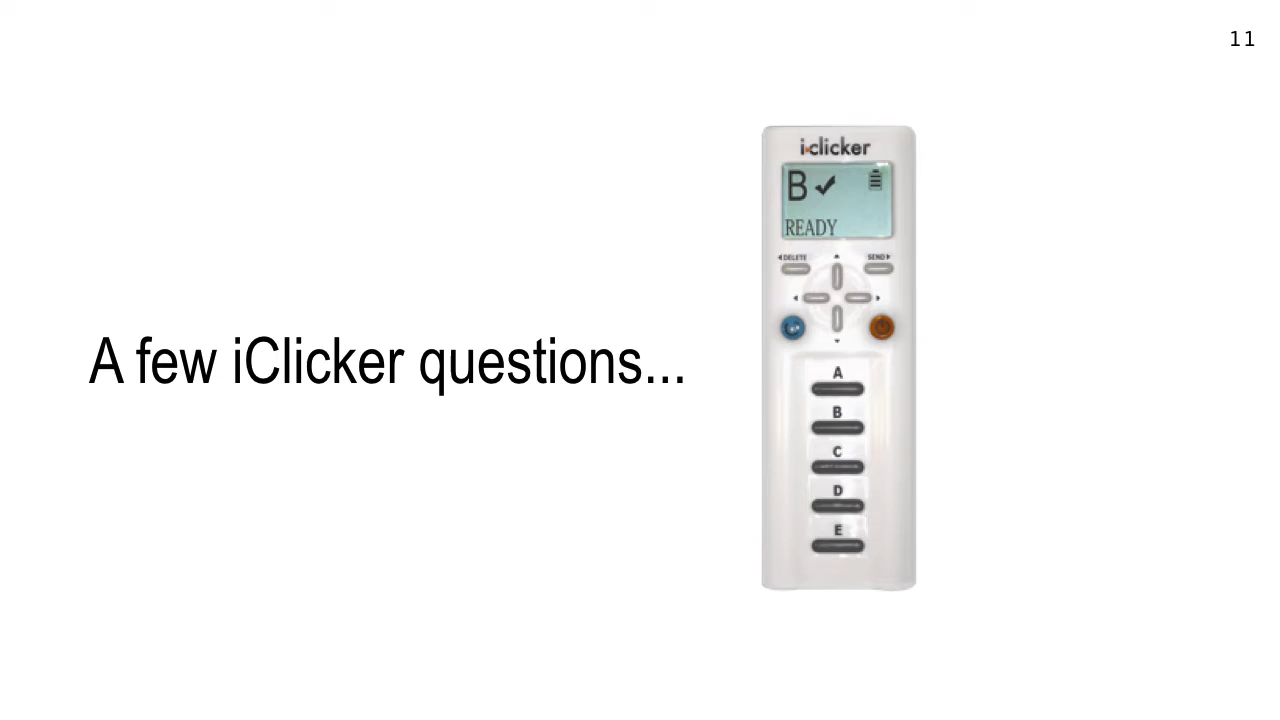 11
i>clicker
B
READY
DELETE
SEND
A few iClicker questions...
A
B
C
D
E